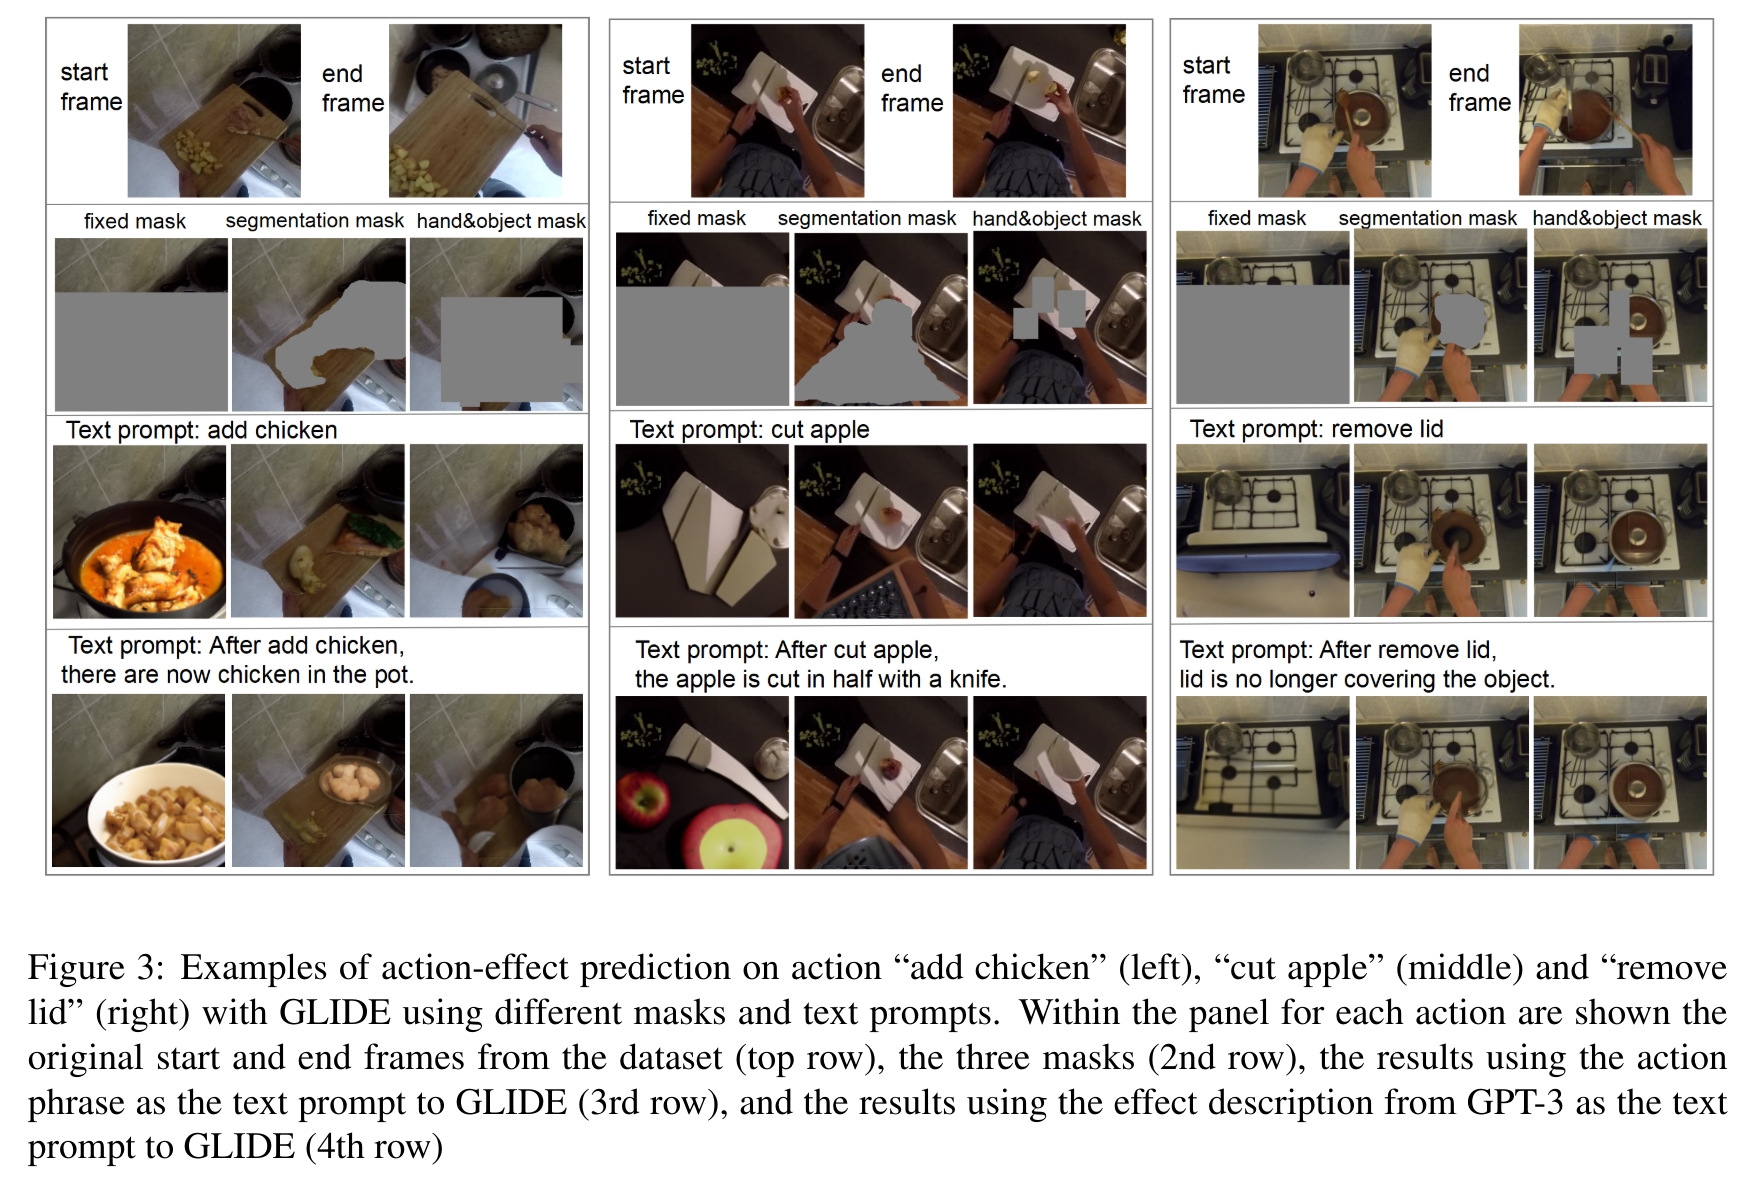 start
frame
end
frame
start
frame
end
frame
start
frame
end
frame
fixed mask segmentation mask hand&object mask
fixed mask segmentation mask hand&object mask
fixed mask segmentation mask hand&object mask
Text prompt: add chicken
Text prompt: cut apple
Text prompt: remove lid
Text prompt: After add chicken,
there are now chicken in the pot.
Text prompt: After cut apple,
the apple is cut in half with a knife.
Text prompt: After remove lid,
lid is no longer covering the object.
Figure 3: Examples of action-effect prediction on action “add chicken” (left), “cut apple” (middle) and “remove
lid” (right) with GLIDE using different masks and text prompts. Within the panel for each action are shown the
original start and end frames from the dataset (top row), the three masks (2nd row), the results using the action
phrase as the text prompt to GLIDE (3rd row), and the results using the effect description from GPT-3 as the text
prompt to GLIDE (4th row)